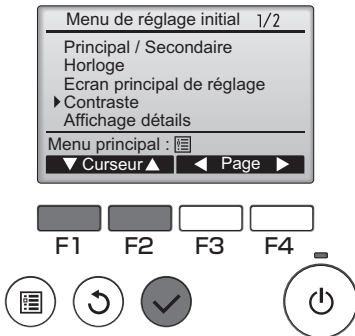 Menu de réglage initial 1/2
Principal / Secondaire
Horloge
Ecran principal de réglage
▶Contraste
Affichage détails
Menu principal :
▼ Curseur ▲ ◀ Page ▶
F1 F2 F3 F4